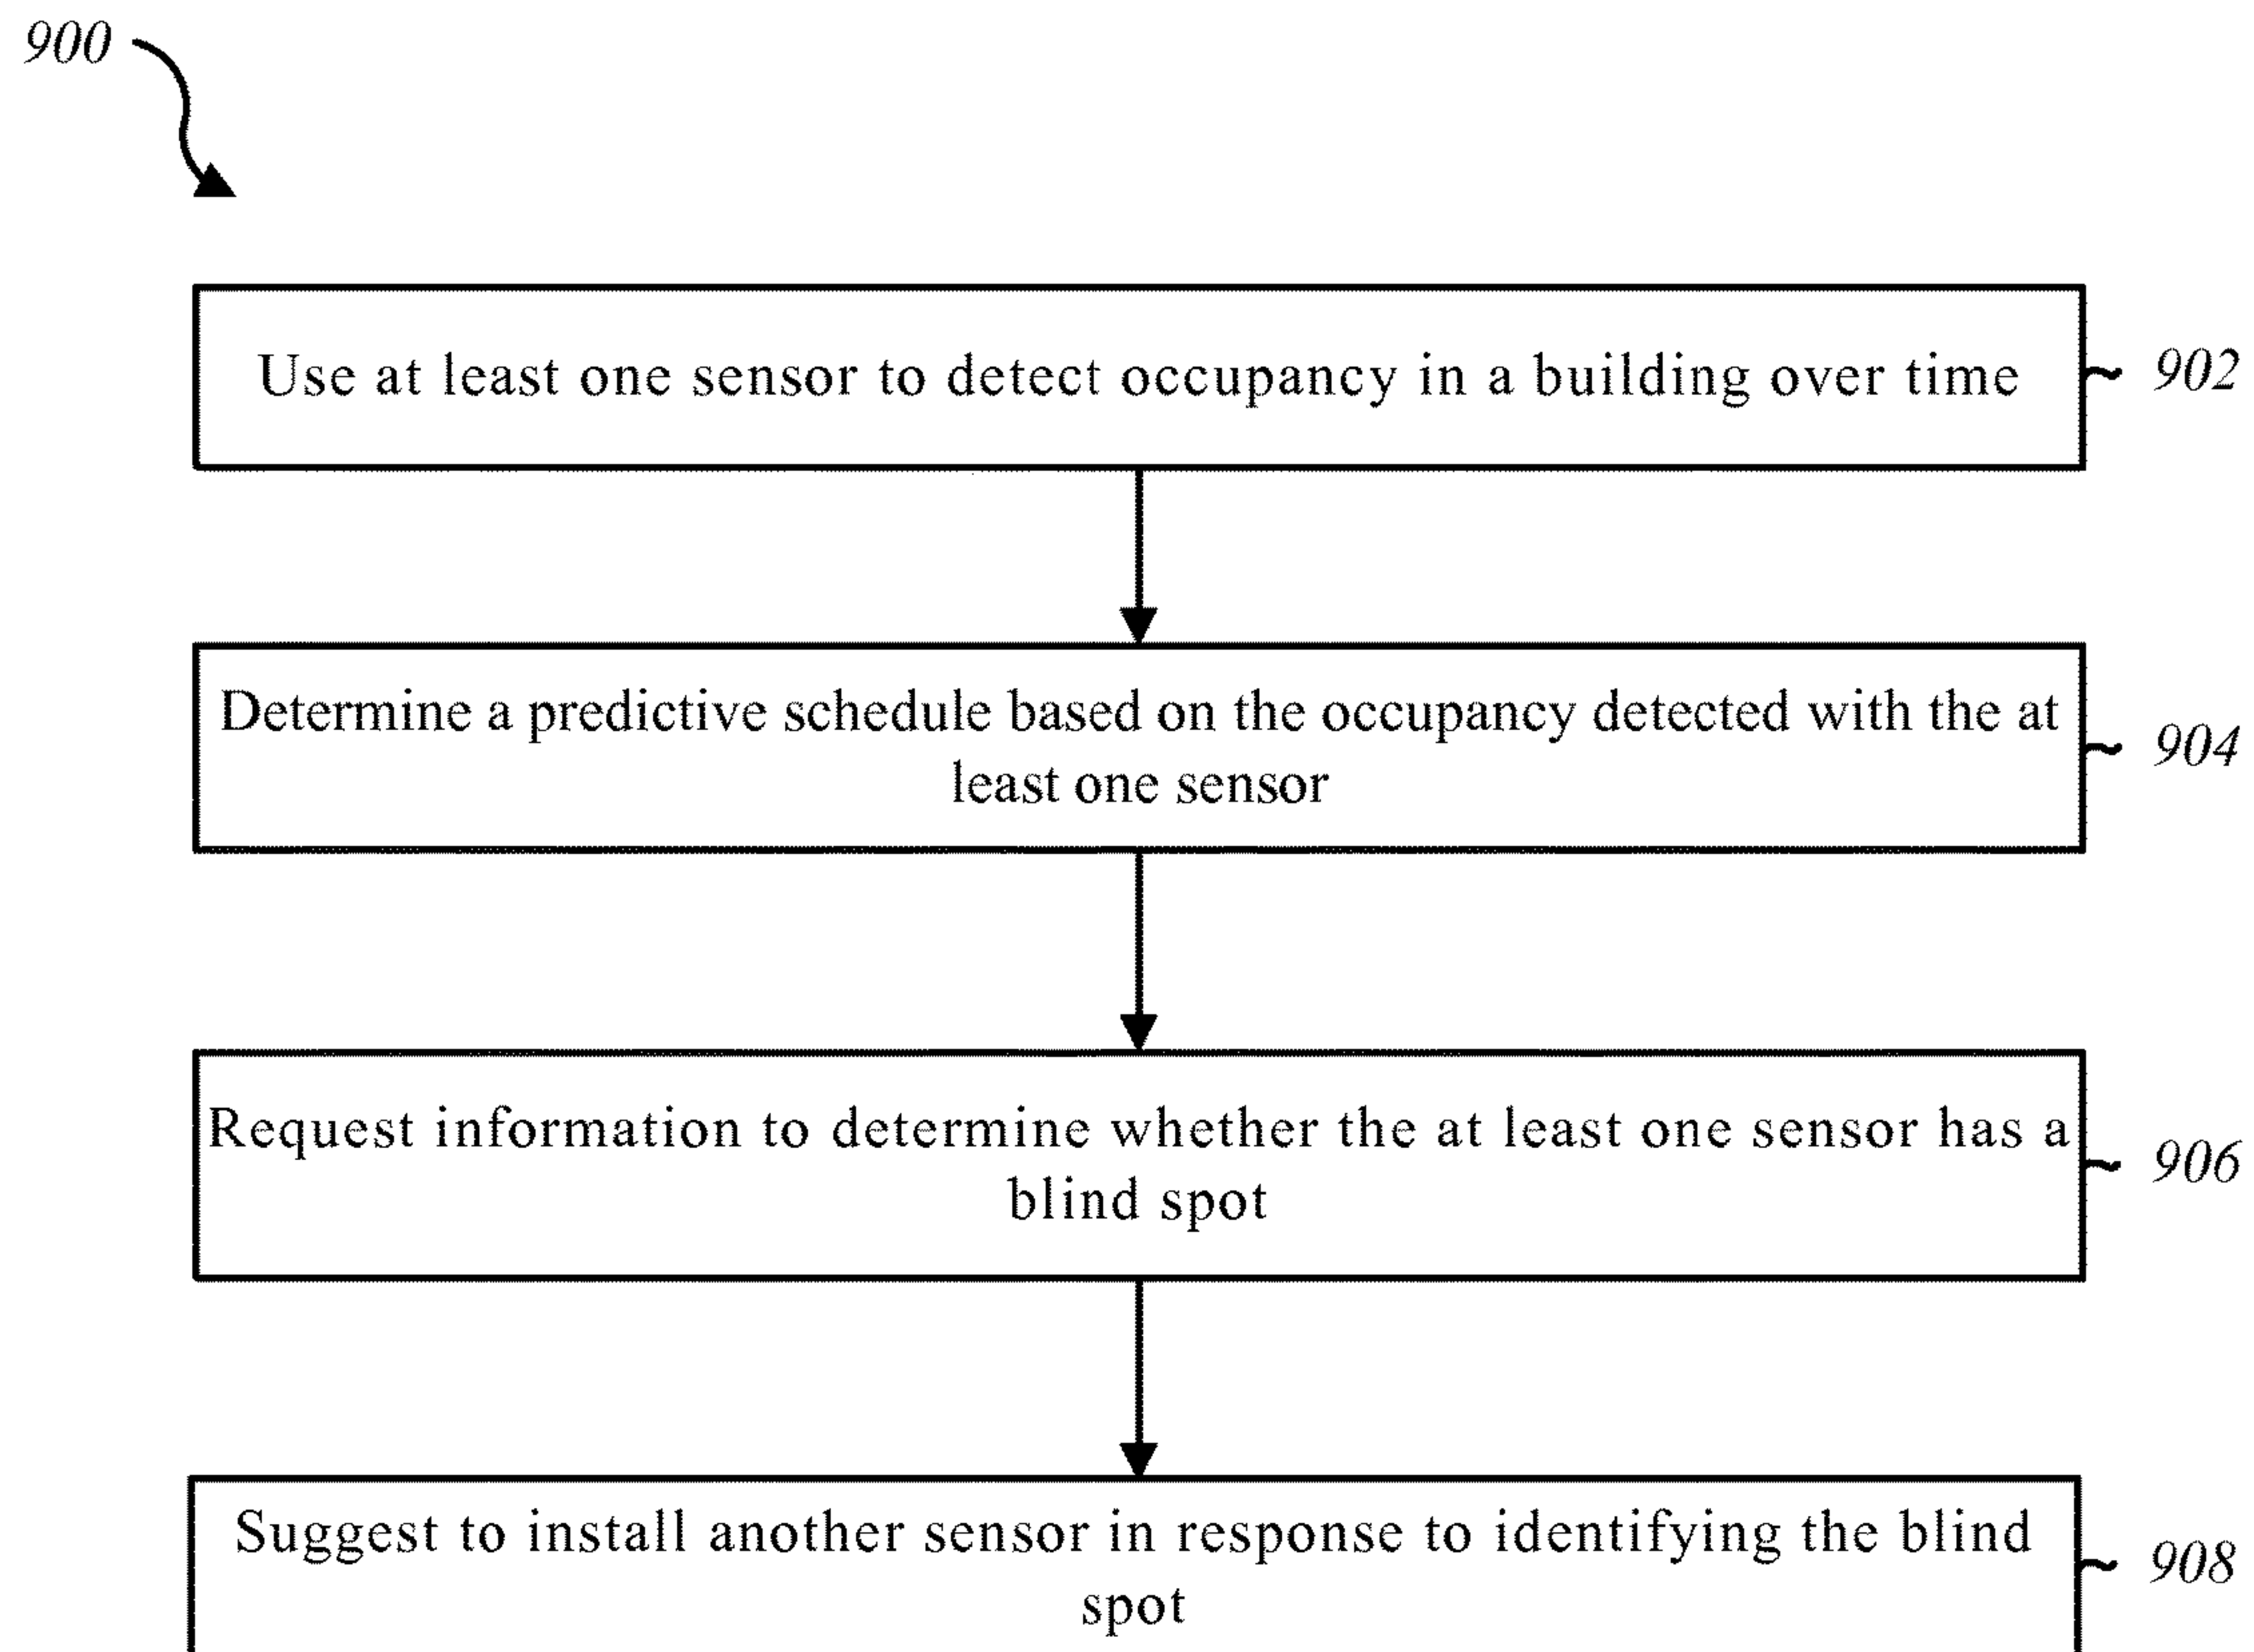 900
Use at least one sensor to detect occupancy in a building over time
902
Determine a predictive schedule based on the occupancy detected with the at
least one sensor
904
Request information to determine whether the at least one sensor has a
blind spot
906
Suggest to install another sensor in response to identifying the blind
spot
908